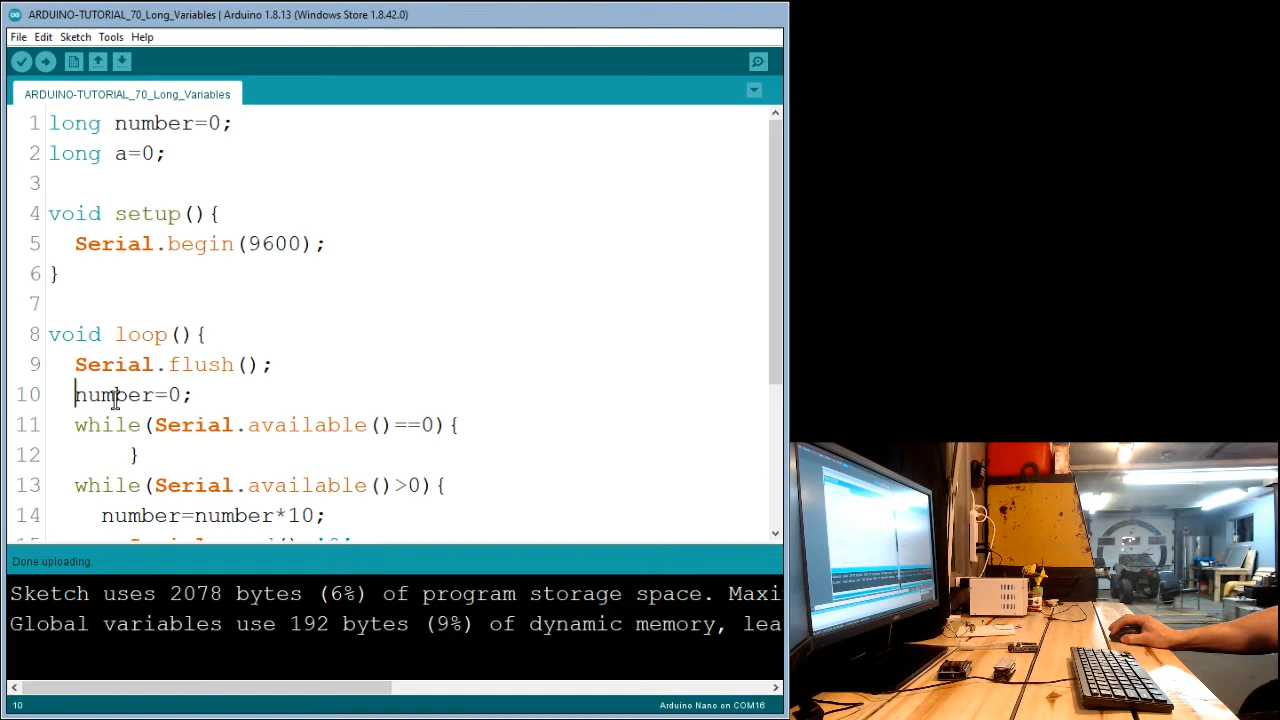 ARDUINO-TUTORIAL_70_Long_Variables | Arduino 1.8.13 (Windows Store 1.8.42.0)
File Edit Sketch Tools Help
ARDUINO-TUTORIAL_70_Long_Variables
1 long number=0;
2 long a=0;
3
4 void setup(){
5 Serial.begin(9600);
6 }
7
8 void loop(){
9 Serial.flush();
10 number=0;
11 while(Serial.available()==0){
12 }
13 while(Serial.available()>0){
14 number=number*10;
Done uploading.
Sketch uses 2078 bytes (6%) of program storage space. Maxi
Global variables use 192 bytes (9%) of dynamic memory, lea
10 Arduino Nano on COM16